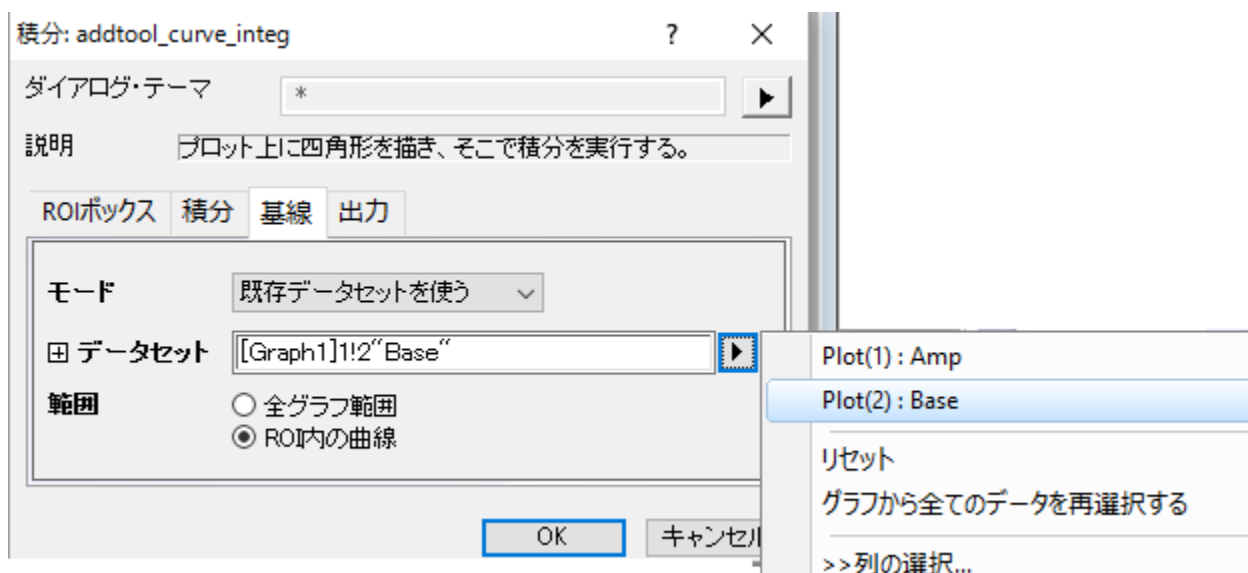 積分: addtool_curve_integ ? ×
ダイアログ・テーマ *
説明 プロット上に四角形を描き、そこで積分を実行する。
ROIボックス 積分 基線 出力
モード 既存データセットを使う
データセット [Graph1]1!2"Base"
範囲 全グラフ範囲
ROI内の曲線
OK キャンセル
Plot(1) : Amp
Plot(2) : Base
リセット
グラフから全てのデータを再選択する
>>列の選択...